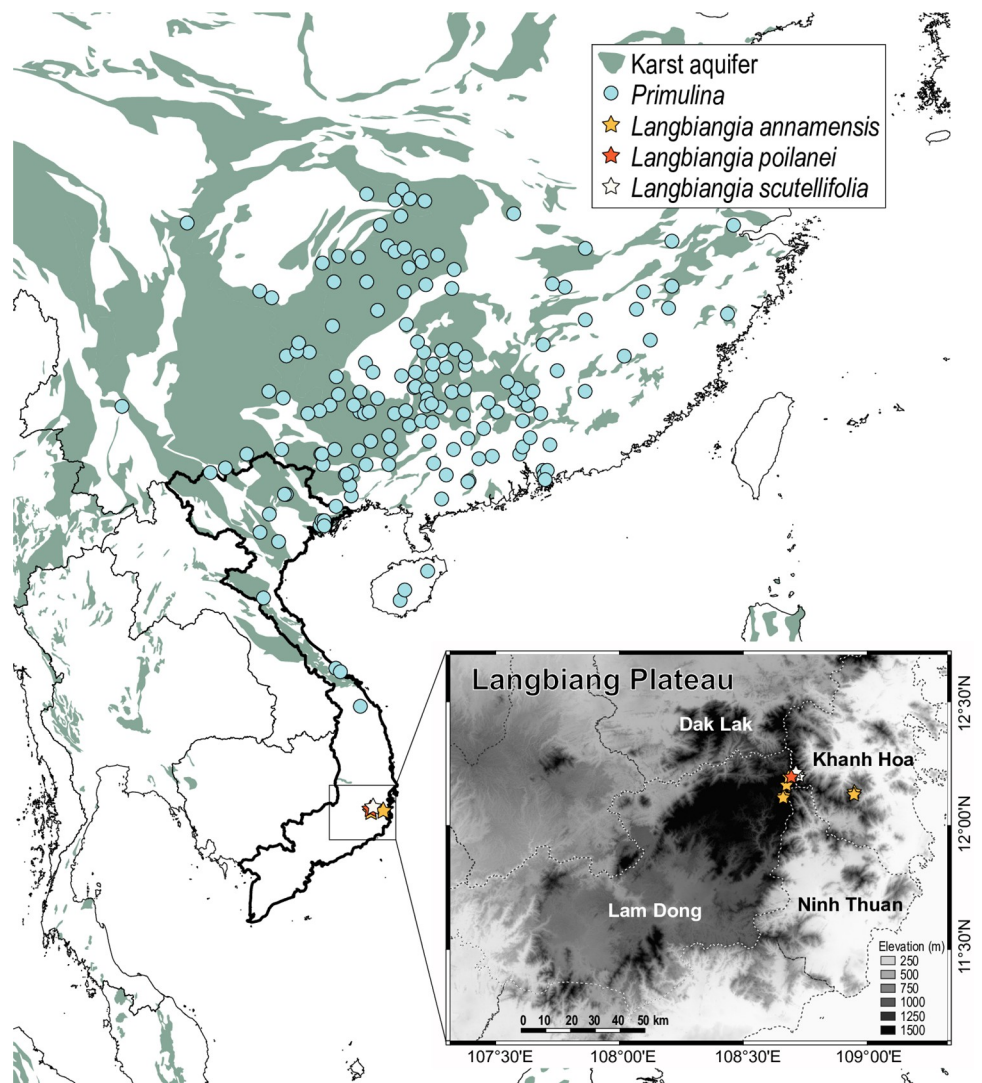 Karst aquifer
Primulina
Langbiangia annamensis
Langbiangia poilanei
Langbiangia scutellifolia
Langbiang Plateau
Dak Lak
Khanh Hoa
Lam Dong
Ninh Thuan
Elevation (m)
250
500
750
1000
1250
1500
0 10 20 30 40 50 km
12°30'N
12°00'N
11°30'N
107°30'E 108°00'E 108°30'E 109°00'E